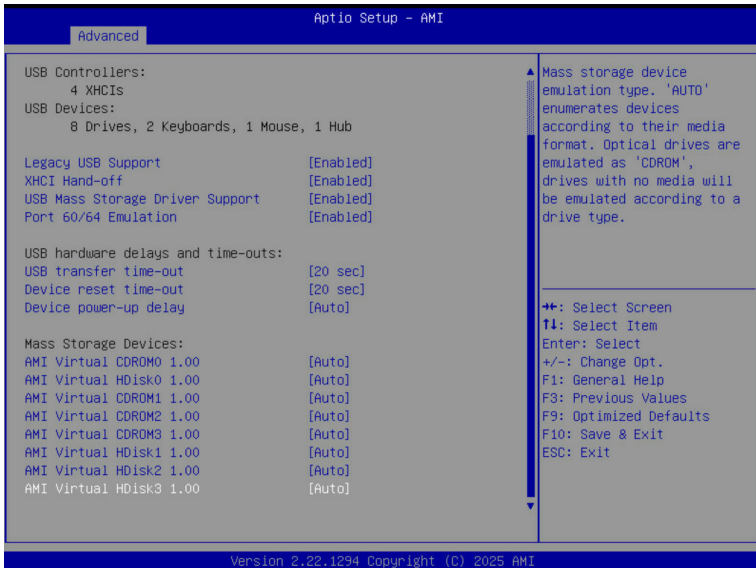 Aptio Setup - AMI
Advanced
USB Controllers:
4 XHCIs
USB Devices:
8 Drives, 2 Keyboards, 1 Mouse, 1 Hub
Legacy USB Support [Enabled]
XHCI Hand-off [Enabled]
USB Mass Storage Driver Support [Enabled]
Port 60/64 Emulation [Enabled]
USB hardware delays and time-outs:
USB transfer time-out [20 sec]
Device reset time-out [20 sec]
Device power-up delay [Auto]
Mass Storage Devices:
AMI Virtual CDROM0 1.00 [Auto]
AMI Virtual HDisk0 1.00 [Auto]
AMI Virtual CDROM1 1.00 [Auto]
AMI Virtual CDROM2 1.00 [Auto]
AMI Virtual CDROM3 1.00 [Auto]
AMI Virtual HDisk1 1.00 [Auto]
AMI Virtual HDisk2 1.00 [Auto]
AMI Virtual HDisk3 1.00 [Auto]
Mass storage device
emulation type. 'AUTO'
enumerates devices
according to their media
format. Optical drives are
emulated as 'CDROM',
drives with no media will
be emulated according to a
drive type.
→←: Select Screen
↑↓: Select Item
Enter: Select
+/-: Change Opt.
F1: General Help
F3: Previous Values
F9: Optimized Defaults
F10: Save & Exit
ESC: Exit
Version 2.22.1294 Copyright (C) 2025 AMI